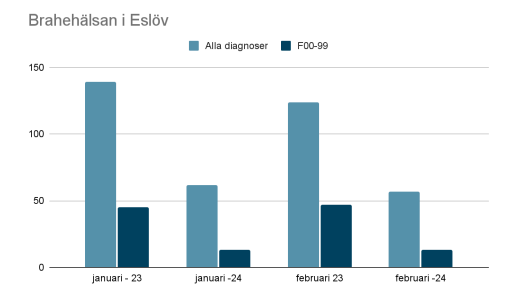 Brahehälsan i Eslöv
Alla diagnoser F00-99
150
100
50
0
januari - 23 januari -24 februari 23 februari -24